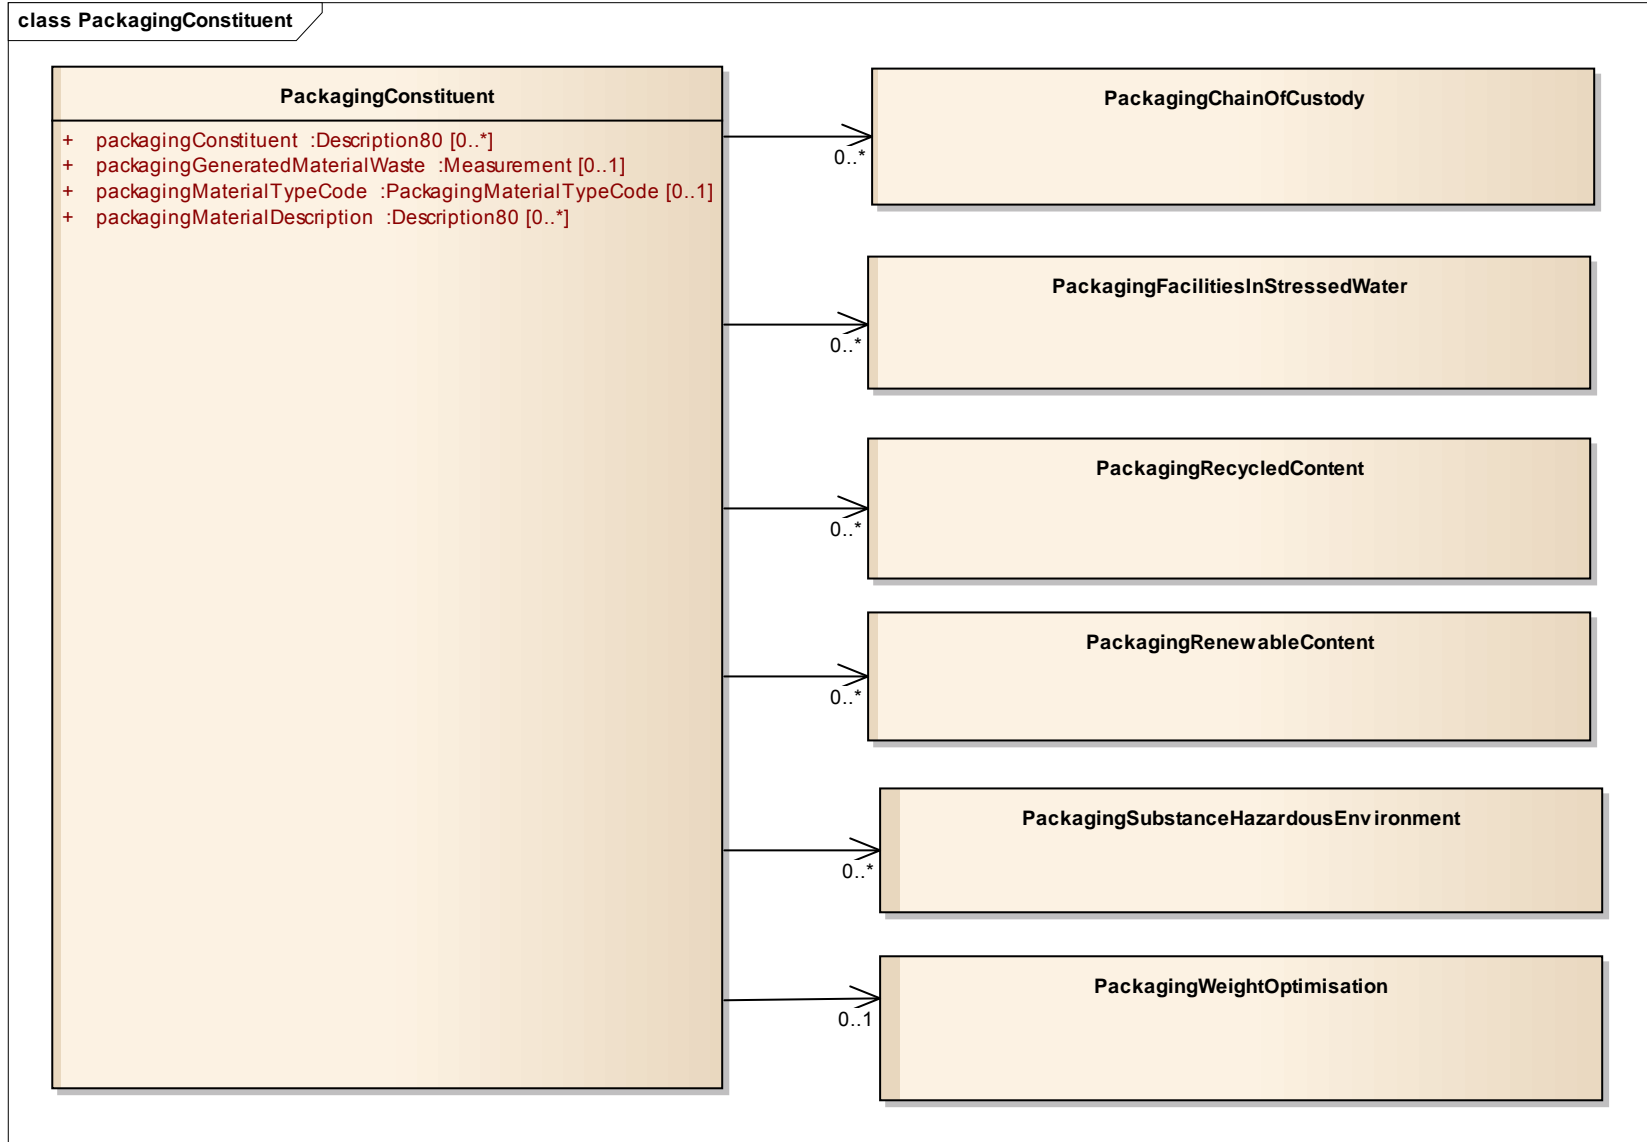 class PackagingConstituent
PackagingConstituent
+ packagingConstituent :Description80 [0..*]
+ packagingGeneratedMaterialWaste :Measurement [0..1]
+ packagingMaterialTypeCode :PackagingMaterialTypeCode [0..1]
+ packagingMaterialDescription :Description80 [0..*]
PackagingChainOfCustody
0..*
PackagingFacilitiesInStressedWater
0..*
PackagingRecycledContent
0..*
PackagingRenewableContent
0..*
PackagingSubstanceHazardousEnvironment
0..*
PackagingWeightOptimisation
0..1